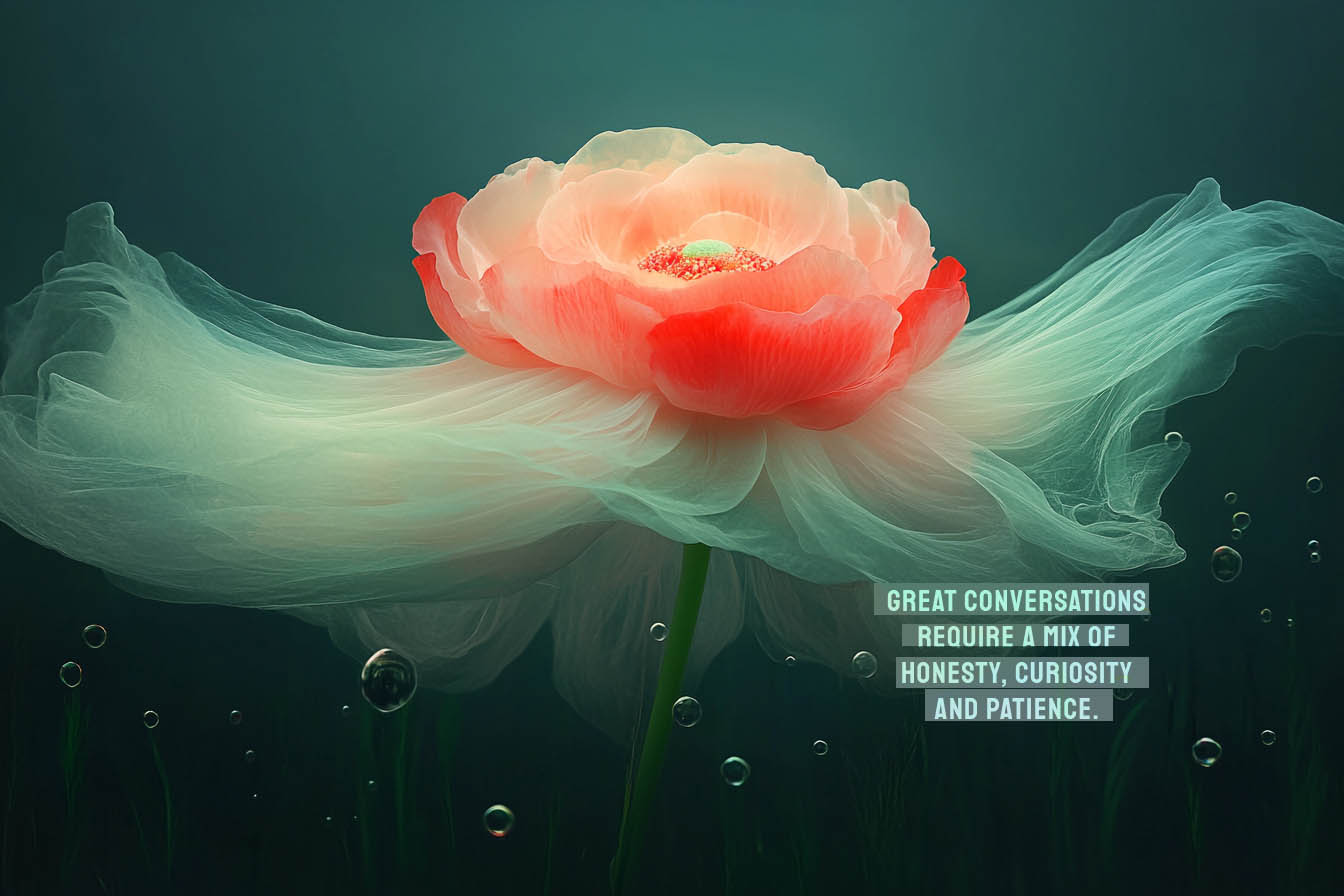 GREAT CONVERSATIONS
REQUIRE A MIX OF
HONESTY, CURIOSITY
AND PATIENCE.